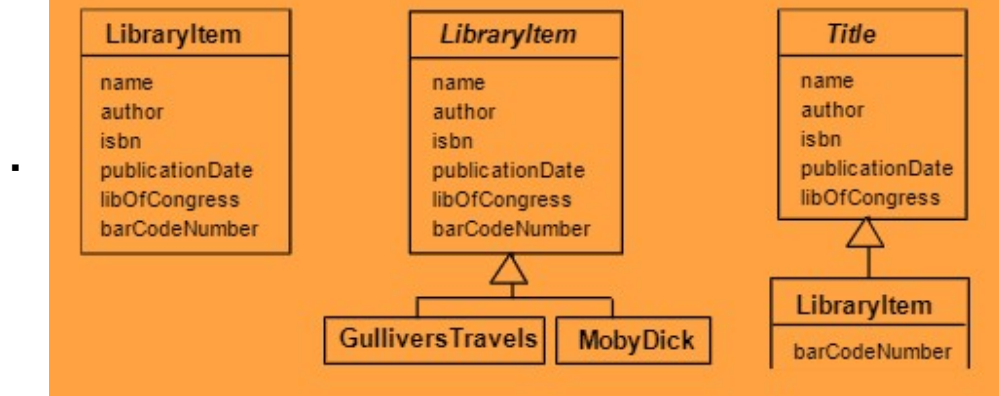 LibraryItem
name
author
isbn
publicationDate
libOfCongress
barCodeNumber
LibraryItem
name
author
isbn
publicationDate
libOfCongress
barCodeNumber
GulliversTravels
MobyDick
Title
name
author
isbn
publicationDate
libOfCongress
LibraryItem
barCodeNumber